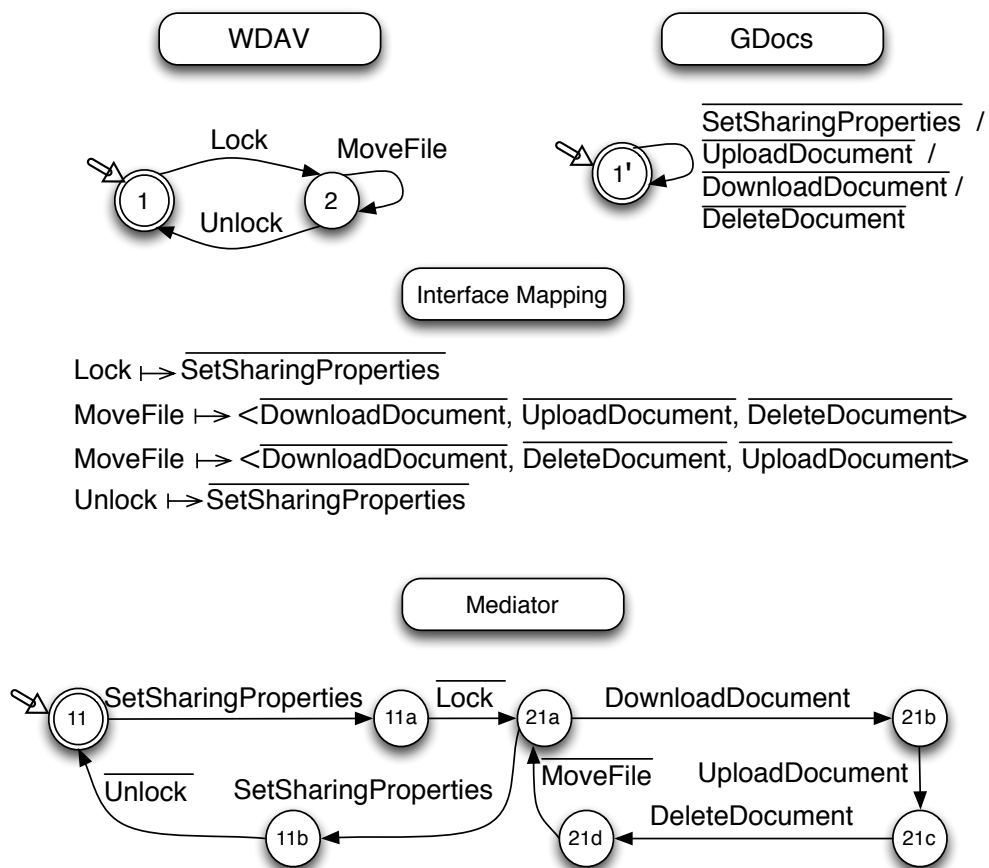 WDAV
GDocs
Lock
MoveFile
1
2
Unlock
1'
SetSharingProperties /
UploadDocument /
DownloadDocument /
DeleteDocument
Interface Mapping
Lock ↦ SetSharingProperties
MoveFile ↦ <DownloadDocument, UploadDocument, DeleteDocument>
MoveFile ↦ <DownloadDocument, DeleteDocument, UploadDocument>
Unlock ↦ SetSharingProperties
Mediator
11
SetSharingProperties
11a
Lock
21a
DownloadDocument
21b
Unlock
SetSharingProperties
MoveFile
UploadDocument
11b
21d
DeleteDocument
21c